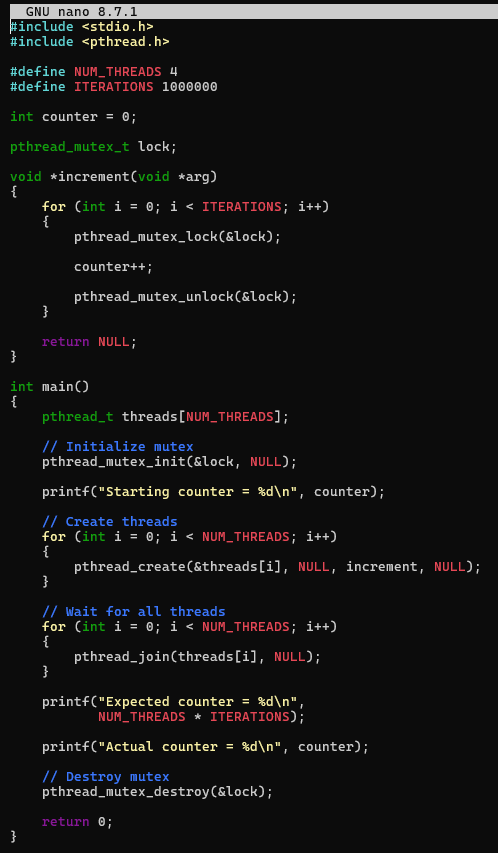 GNU nano 8.7.1
#include <stdio.h>
#include <pthread.h>

#define NUM_THREADS 4
#define ITERATIONS 1000000

int counter = 0;

pthread_mutex_t lock;

void *increment(void *arg)
{
    for (int i = 0; i < ITERATIONS; i++)
    {
        pthread_mutex_lock(&lock);

        counter++;

        pthread_mutex_unlock(&lock);
    }

    return NULL;
}

int main()
{
    pthread_t threads[NUM_THREADS];

    // Initialize mutex
    pthread_mutex_init(&lock, NULL);

    printf("Starting counter = %d\n", counter);

    // Create threads
    for (int i = 0; i < NUM_THREADS; i++)
    {
        pthread_create(&threads[i], NULL, increment, NULL);
    }

    // Wait for all threads
    for (int i = 0; i < NUM_THREADS; i++)
    {
        pthread_join(threads[i], NULL);
    }

    printf("Expected counter = %d\n",
           NUM_THREADS * ITERATIONS);

    printf("Actual counter = %d\n", counter);

    // Destroy mutex
    pthread_mutex_destroy(&lock);

    return 0;
}